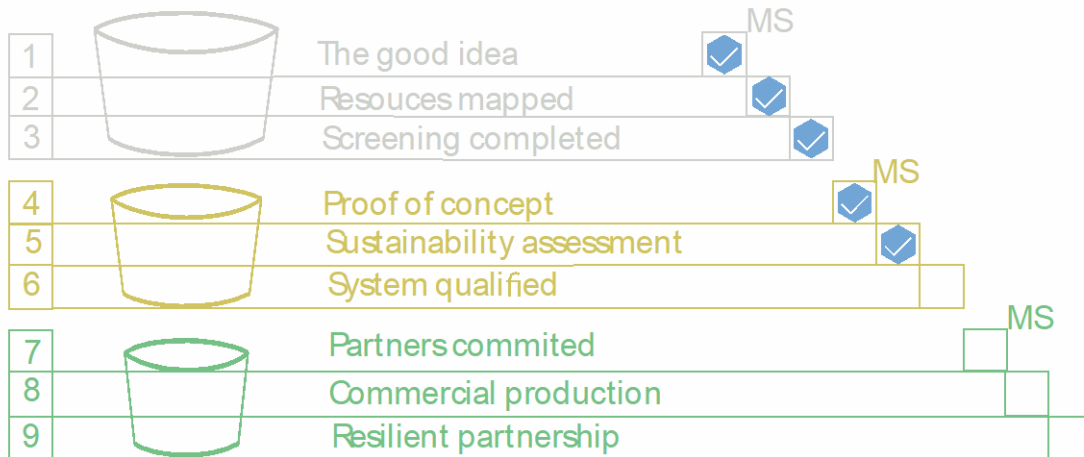 MS
1 The good idea
2 Resouces mapped
3 Screening completed
MS
4 Proof of concept
5 Sustainability assessment
6 System qualified
MS
7 Partners commited
8 Commercial production
9 Resilient partnership